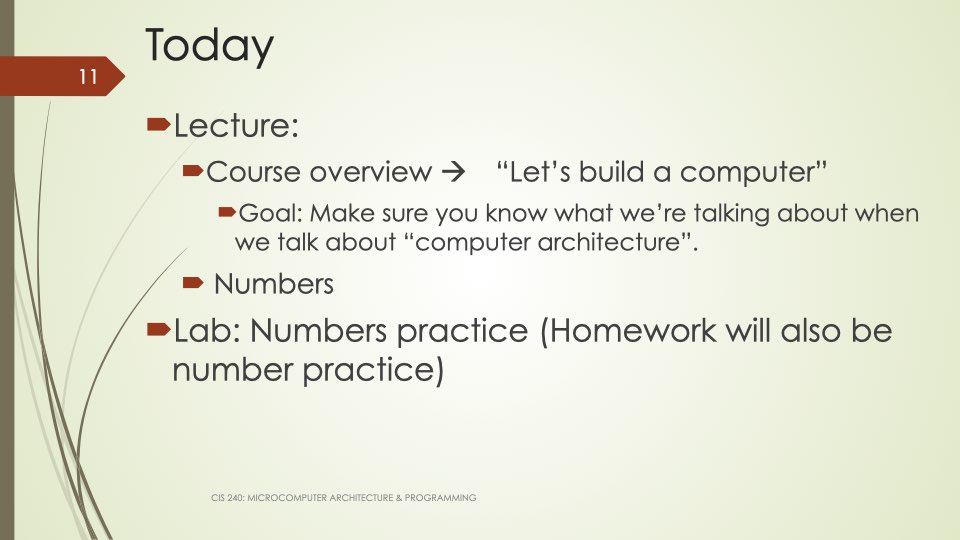 Today
11
Lecture:
Course overview → “Let’s build a computer”
Goal: Make sure you know what we’re talking about when
we talk about “computer architecture”.
Numbers
Lab: Numbers practice (Homework will also be
number practice)
CIS 240: MICROCOMPUTER ARCHITECTURE & PROGRAMMING